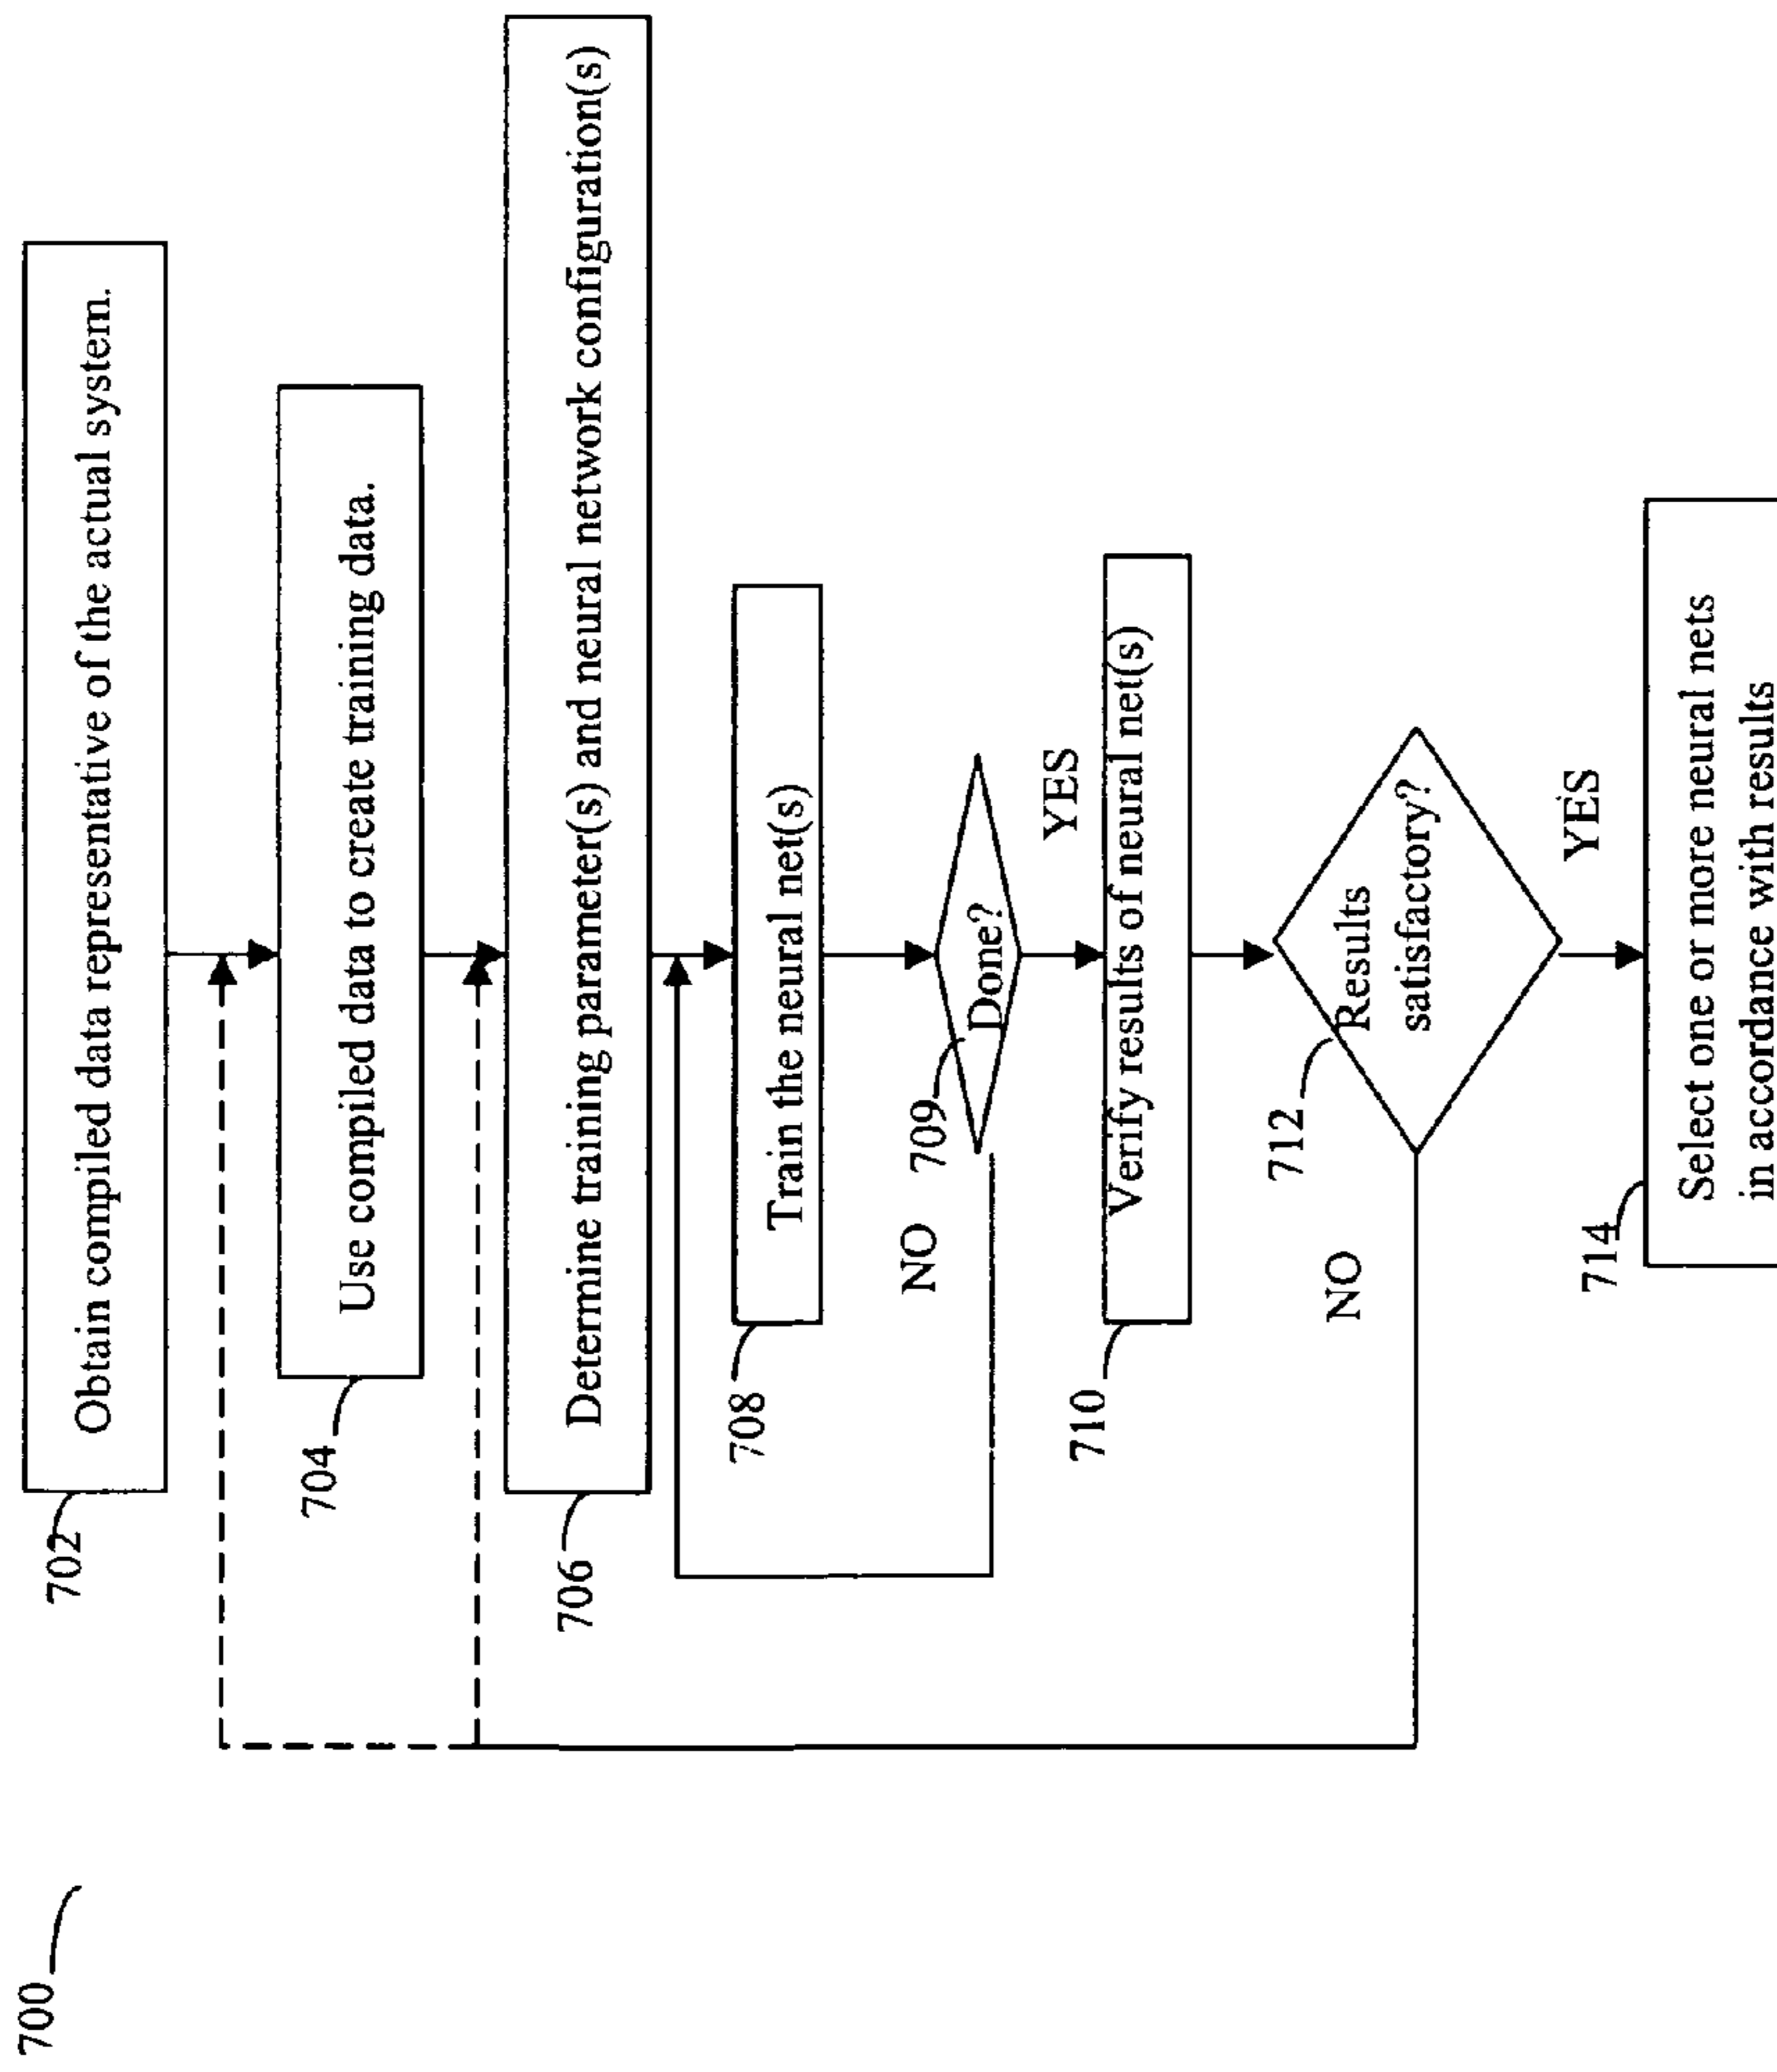 700
702
Obtain compiled data representative of the actual system.
704
Use compiled data to create training data.
706
Determine training parameter(s) and neural network configuration(s)
708
Train the neural net(s)
NO
709
Done?
YES
710
Verify results of neural net(s)
NO
712
Results
satisfactory?
YES
714
Select one or more neural nets
in accordance with results